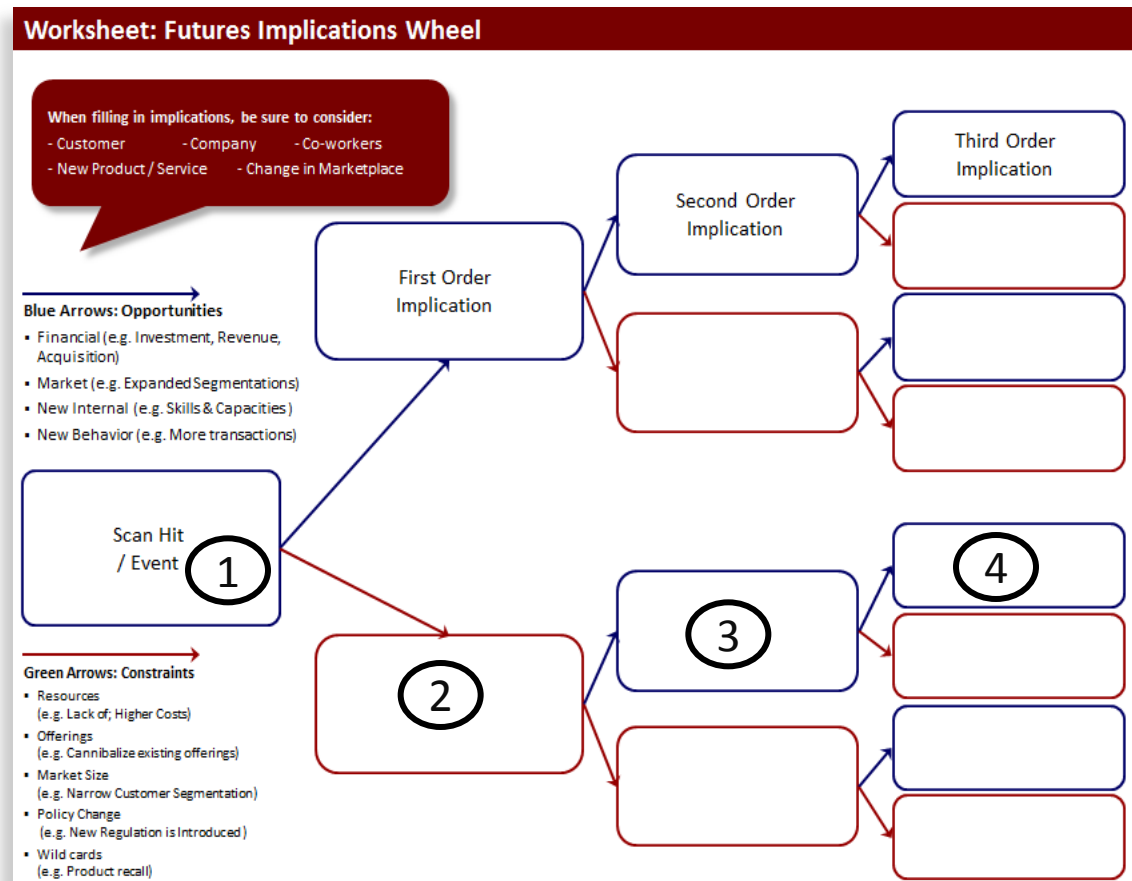 Worksheet: Futures Implications Wheel
When filling in implications, be sure to consider:
- Customer - Company - Co-workers
- New Product / Service - Change in Marketplace
Third Order
Implication
Second Order
Implication
First Order
Implication
Blue Arrows: Opportunities
▪ Financial (e.g. Investment, Revenue,
Acquisition)
▪ Market (e.g. Expanded Segmentations)
▪ New Internal (e.g. Skills & Capacities)
▪ New Behavior (e.g. More transactions)
Scan Hit
/ Event
1
2
3
4
Green Arrows: Constraints
▪ Resources
(e.g. Lack of; Higher Costs)
▪ Offerings
(e.g. Cannibalize existing offerings)
▪ Market Size
(e.g. Narrow Customer Segmentation)
▪ Policy Change
(e.g. New Regulation is Introduced)
▪ Wild cards
(e.g. Product recall)